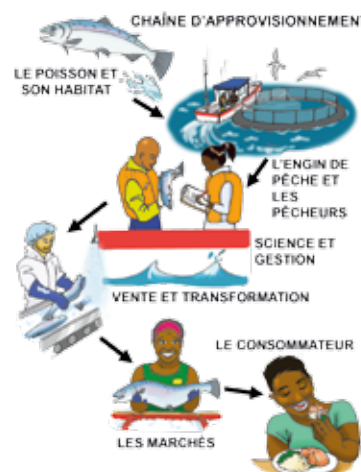 CHAÎNE D'APPROVISIONNEMEN
LE POISSON ET
SON HABITAT
L'ENGIN DE
PÊCHE ET
LES
PÊCHEURS
SCIENCE ET
GESTION
VENTE ET TRANSFORMATION
LE CONSOMMATEUR
LES MARCHÉS